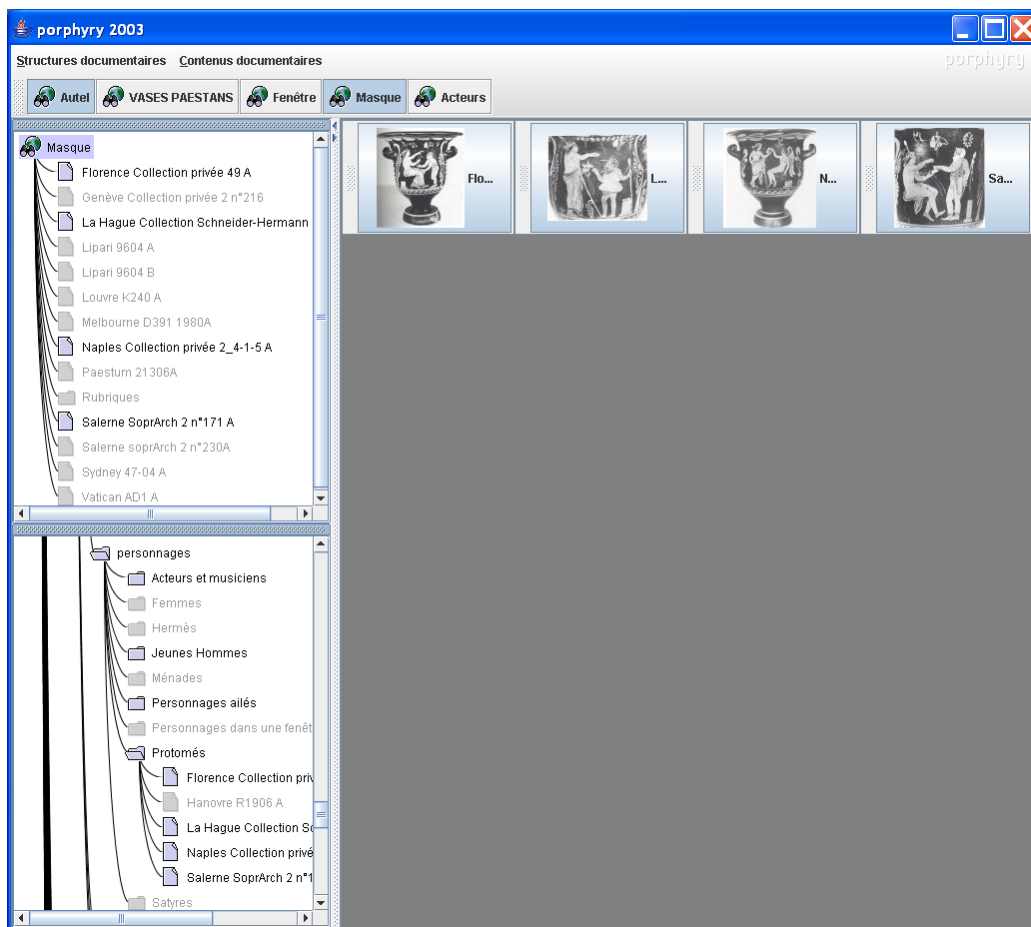 porphyry 2003
Structures documentaires Contenus documentaires
porphyry
Autel VASES PAESTANS Fenêtre Masque Acteurs
Masque
Florence Collection privée 49 A
Genève Collection privée 2 n°216
La Hague Collection Schneider-Hermann
Lipari 9604 A
Lipari 9604 B
Louvre K240 A
Melbourne D391 1980A
Naples Collection privée 2_4-1-5 A
Paestum 21306A
Rubriques
Salerne SoprArch 2 n°171 A
Salerne soprArch 2 n°230A
Sydney 47-04 A
Vatican AD1 A
Flo... L... N... Sa...
personnages
Acteurs et musiciens
Femmes
Hermès
Jeunes Hommes
Ménades
Personnages ailés
Personnages dans une fenêt
Protomés
Florence Collection priv
Hanovre R1906 A
La Hague Collection Sc
Naples Collection privé
Salerne SoprArch 2 n°1
Satyres